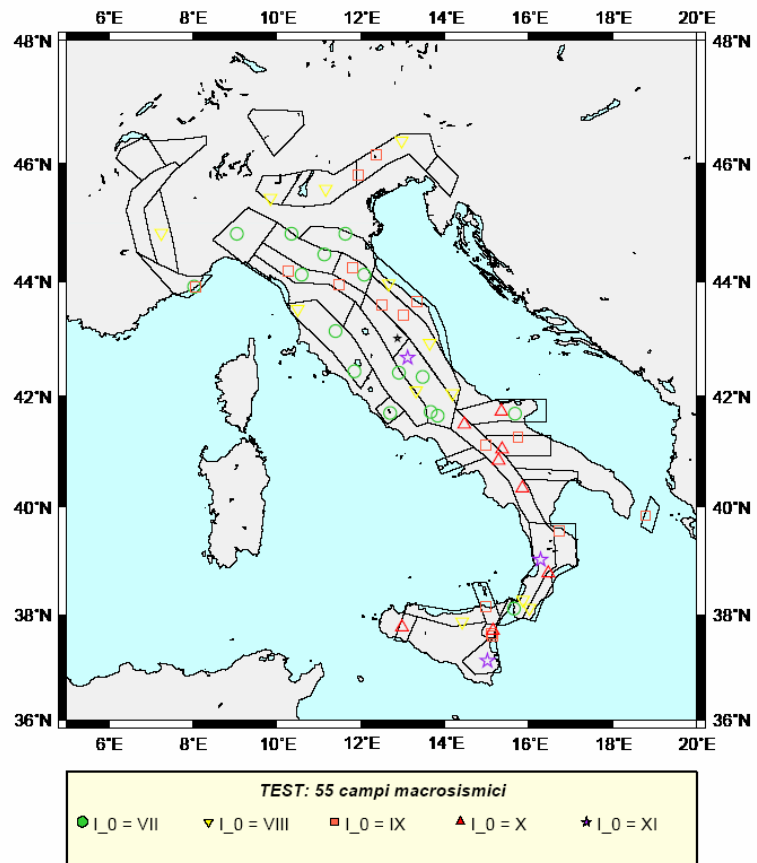 6°E 8°E 10°E 12°E 14°E 16°E 18°E 20°E
48°N 48°N
46°N 46°N
44°N 44°N
42°N 42°N
40°N 40°N
38°N 38°N
36°N 36°N
6°E 8°E 10°E 12°E 14°E 16°E 18°E 20°E
TEST: 55 campi macrosismici
I_0 = VII I_0 = VIII I_0 = IX I_0 = X I_0 = XI